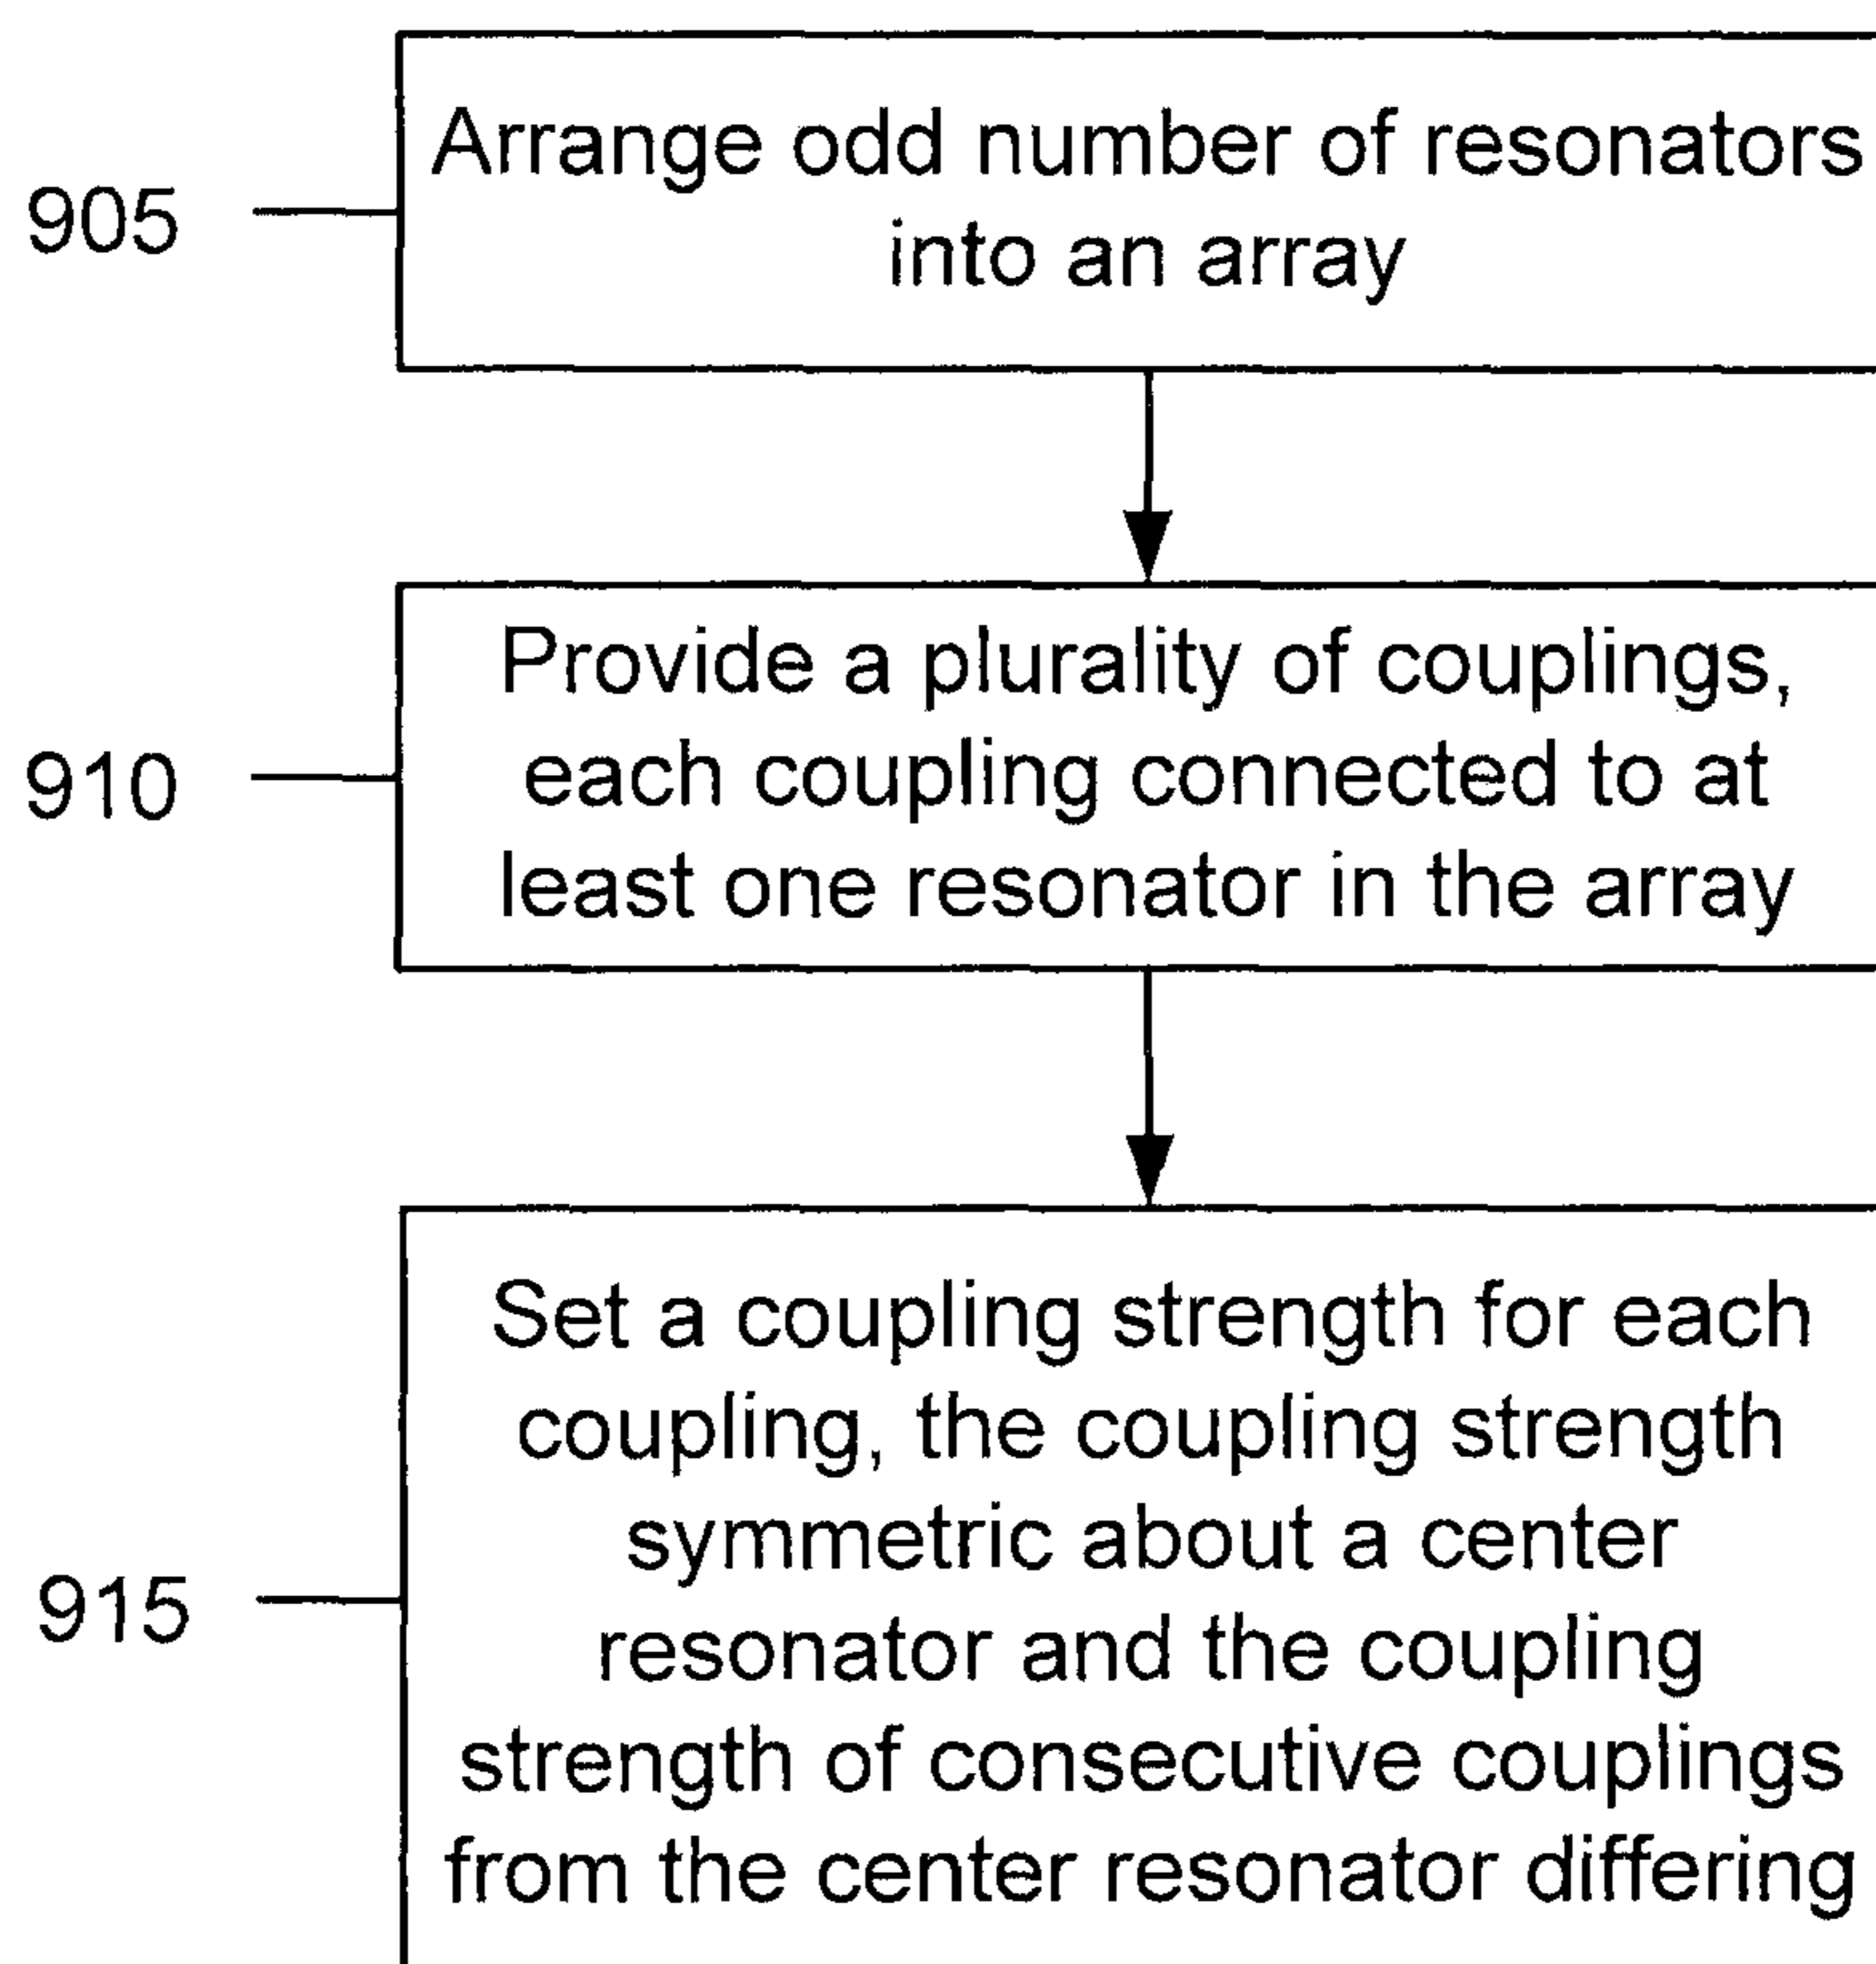 905
Arrange odd number of resonators
into an array
910
Provide a plurality of couplings,
each coupling connected to at
least one resonator in the array
915
Set a coupling strength for each
coupling, the coupling strength
symmetric about a center
resonator and the coupling
strength of consecutive couplings
from the center resonator differing